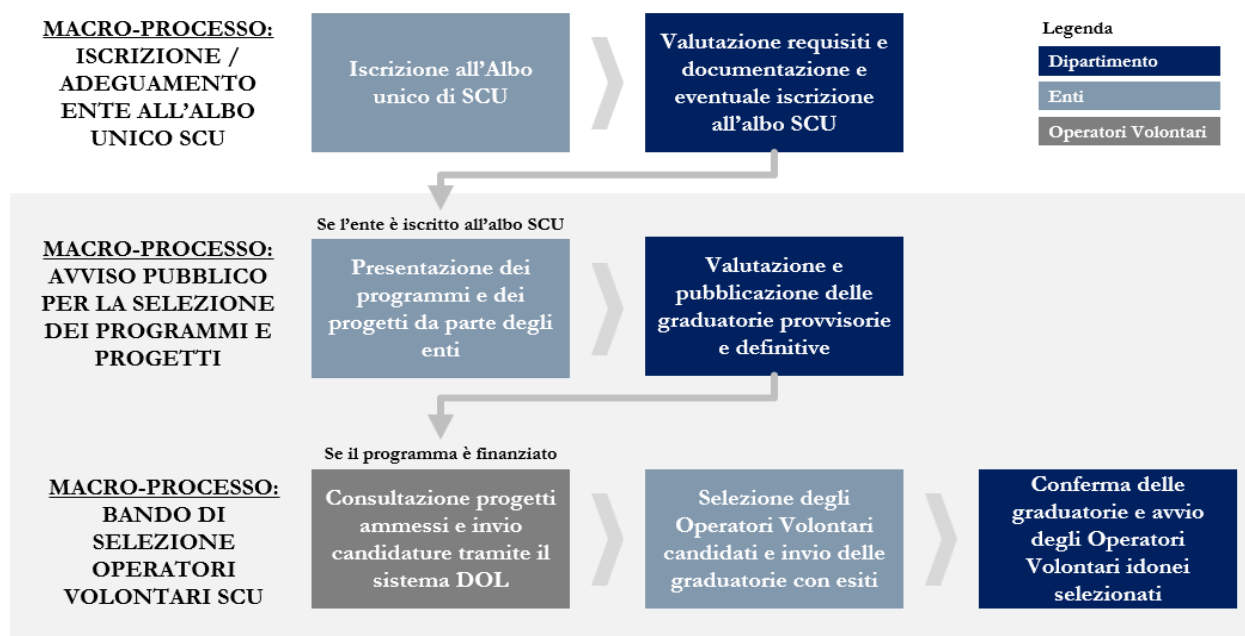 MACRO-PROCESSO:
ISCRIZIONE /
ADEGUAMENTO
ENTE ALL'ALBO
UNICO SCU
Iscrizione all'Albo
unico di SCU
Valutazione requisiti e
documentazione e
eventuale iscrizione
all'albo SCU
Legenda
Dipartimento
Enti
Operatori Volontari
Se l'ente è iscritto all'albo SCU
MACRO-PROCESSO:
AVVISO PUBBLICO
PER LA SELEZIONE
DEI PROGRAMMI E
PROGETTI
Presentazione dei
programmi e dei
progetti da parte degli
enti
Valutazione e
pubblicazione delle
graduatorie provvisorie
e definitive
Se il programma è finanziato
MACRO-PROCESSO:
BANDO DI
SELEZIONE
OPERATORI
VOLONTARI SCU
Consultazione progetti
ammessi e invio
candidature tramite il
sistema DOL
Selezione degli
Operatori Volontari
candidati e invio delle
graduatorie con esiti
Conferma delle
graduatorie e avvio
degli Operatori
Volontari idonei
selezionati